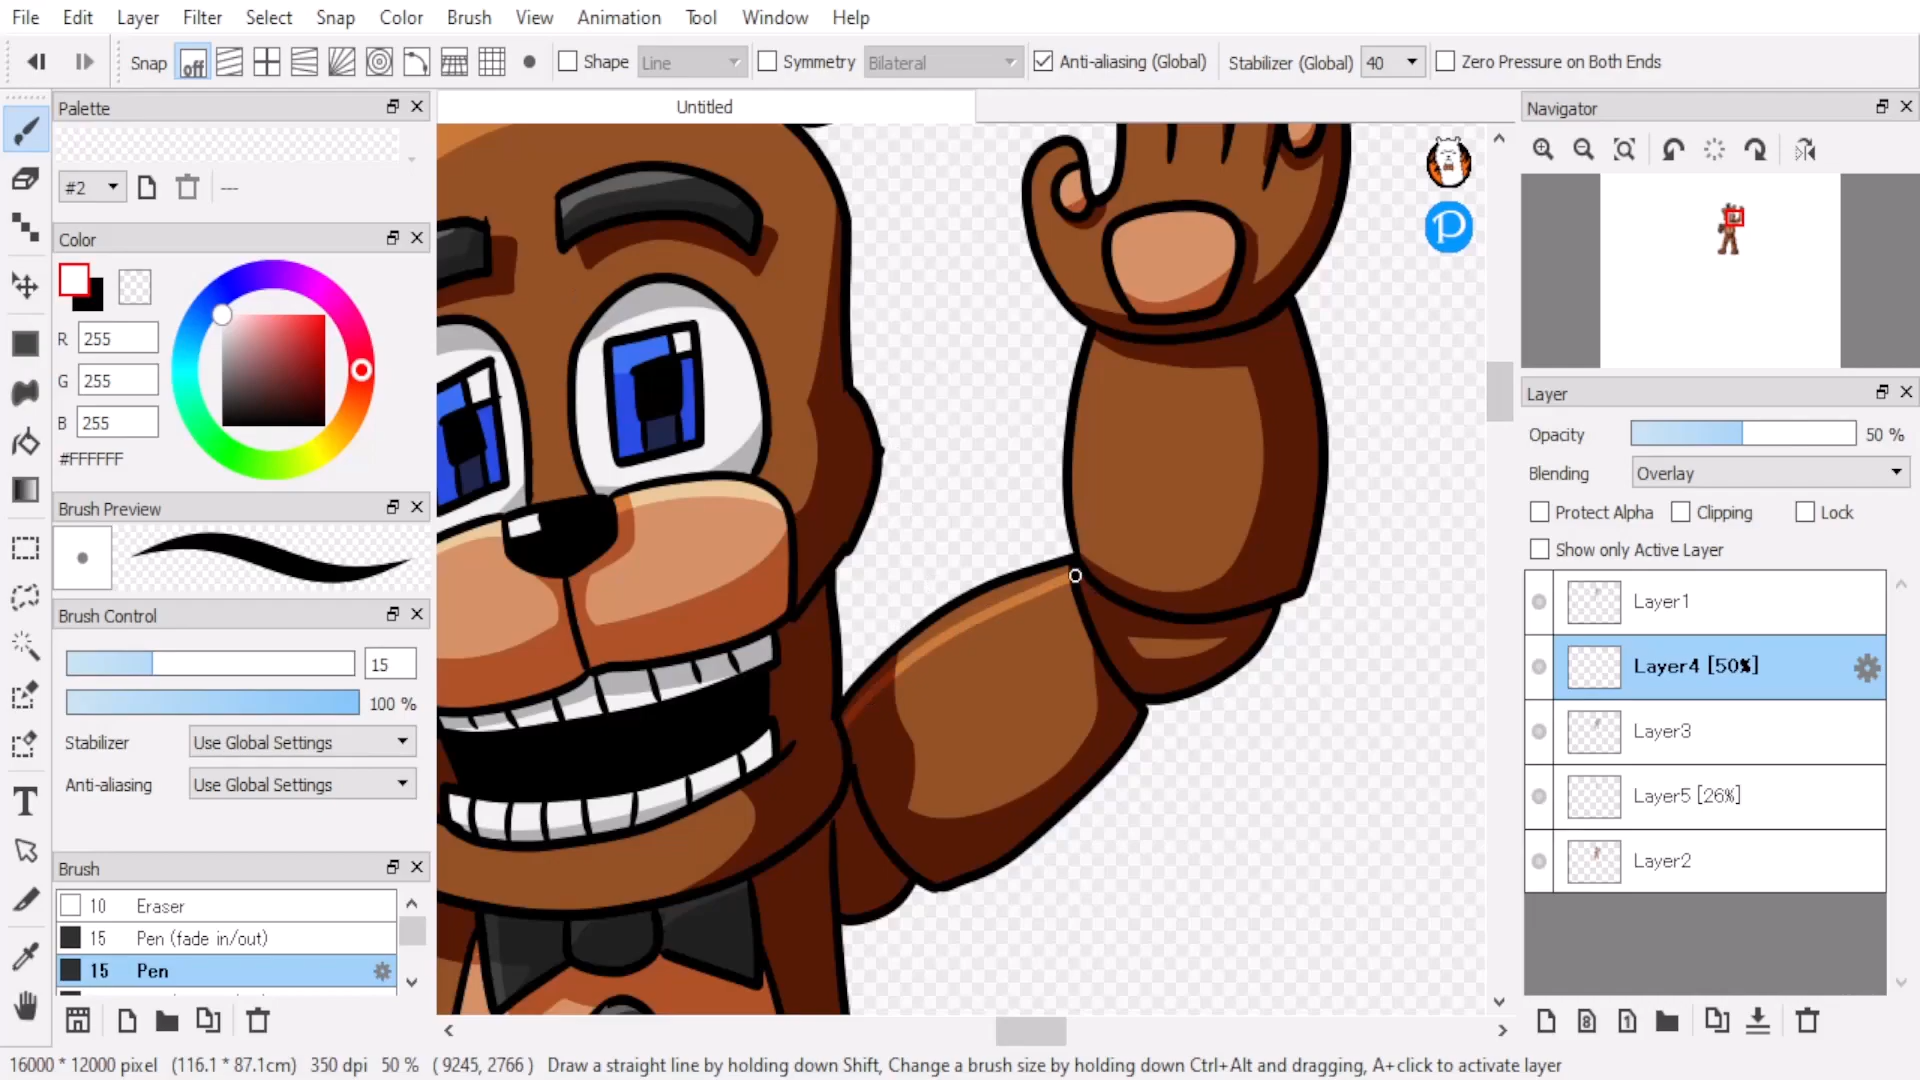 File Edit Layer Filter Select Snap Color Brush View Animation Tool Window Help
Snap off Shape Line Symmetry Bilateral Anti-aliasing (Global) Stabilizer (Global) 40 Zero Pressure on Both Ends
Palette
#2 ---
Color
R 255
G 255
B 255
#FFFFFF
Brush Preview
Brush Control
15
100 %
Stabilizer Use Global Settings
Anti-aliasing Use Global Settings
Brush
10 Eraser
15 Pen (fade in/out)
15 Pen
Untitled
P
Navigator
Layer
Opacity 50 %
Blending Overlay
Protect Alpha Clipping Lock
Show only Active Layer
Layer1
Layer4 [50%]
Layer3
Layer5 [26%]
Layer2
8 1
T
16000 * 12000 pixel (116.1 * 87.1cm) 350 dpi 50 % ( 9245, 2766 ) Draw a straight line by holding down Shift, Change a brush size by holding down Ctrl+Alt and dragging, A+click to activate layer